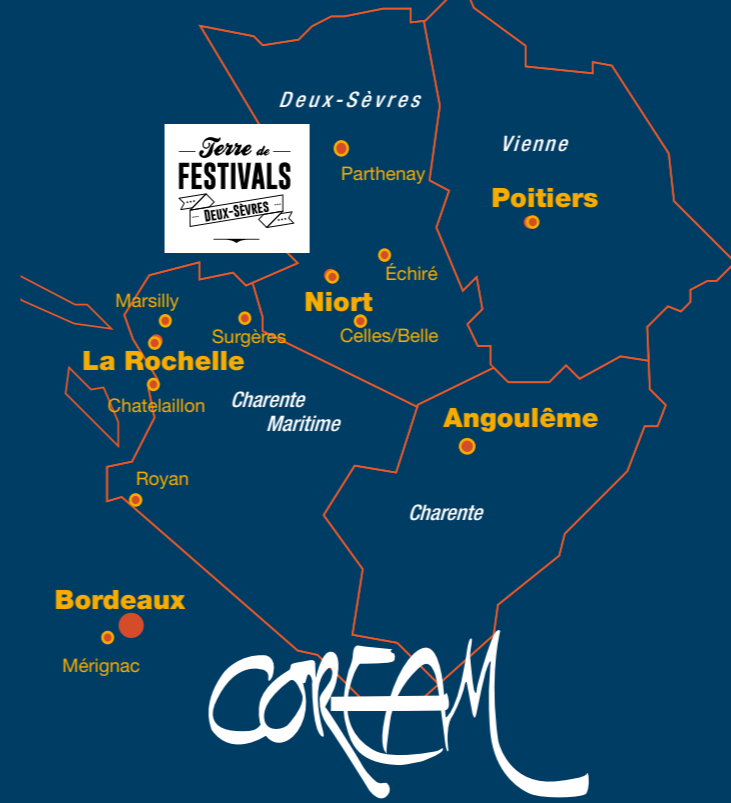 Deux-Sèvres
Vienne
Terre de
FESTIVALS
DEUX-SÈVRES
Parthenay
Poitiers
Échiré
Niort
Marsilly
Surgères
Celles/Belle
La Rochelle
Chatelaillon
Charente
Maritime
Angoulême
Royan
Charente
Bordeaux
Mérignac
COREAM